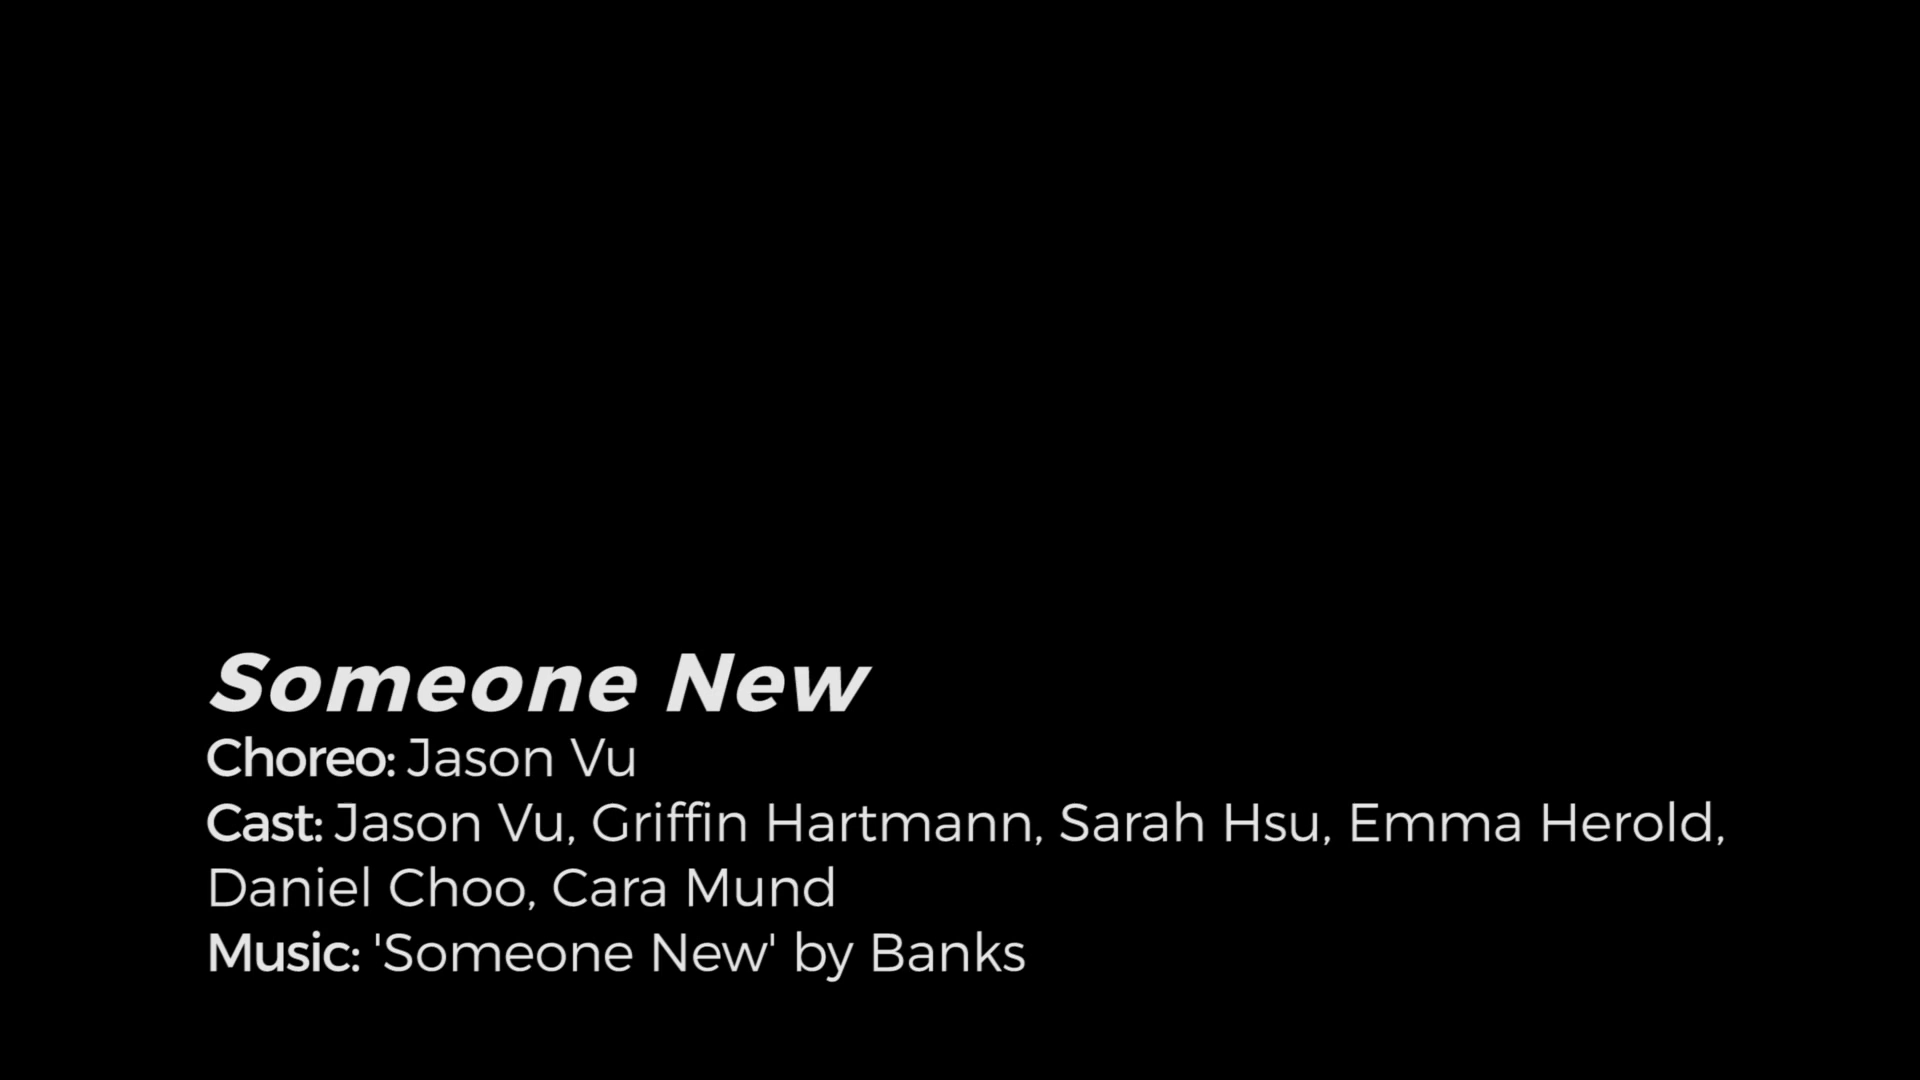 Someone New
Choreo: Jason Vu
Cast: Jason Vu, Griffin Hartmann, Sarah Hsu, Emma Herold,
Daniel Choo, Cara Mund
Music: 'Someone New' by Banks